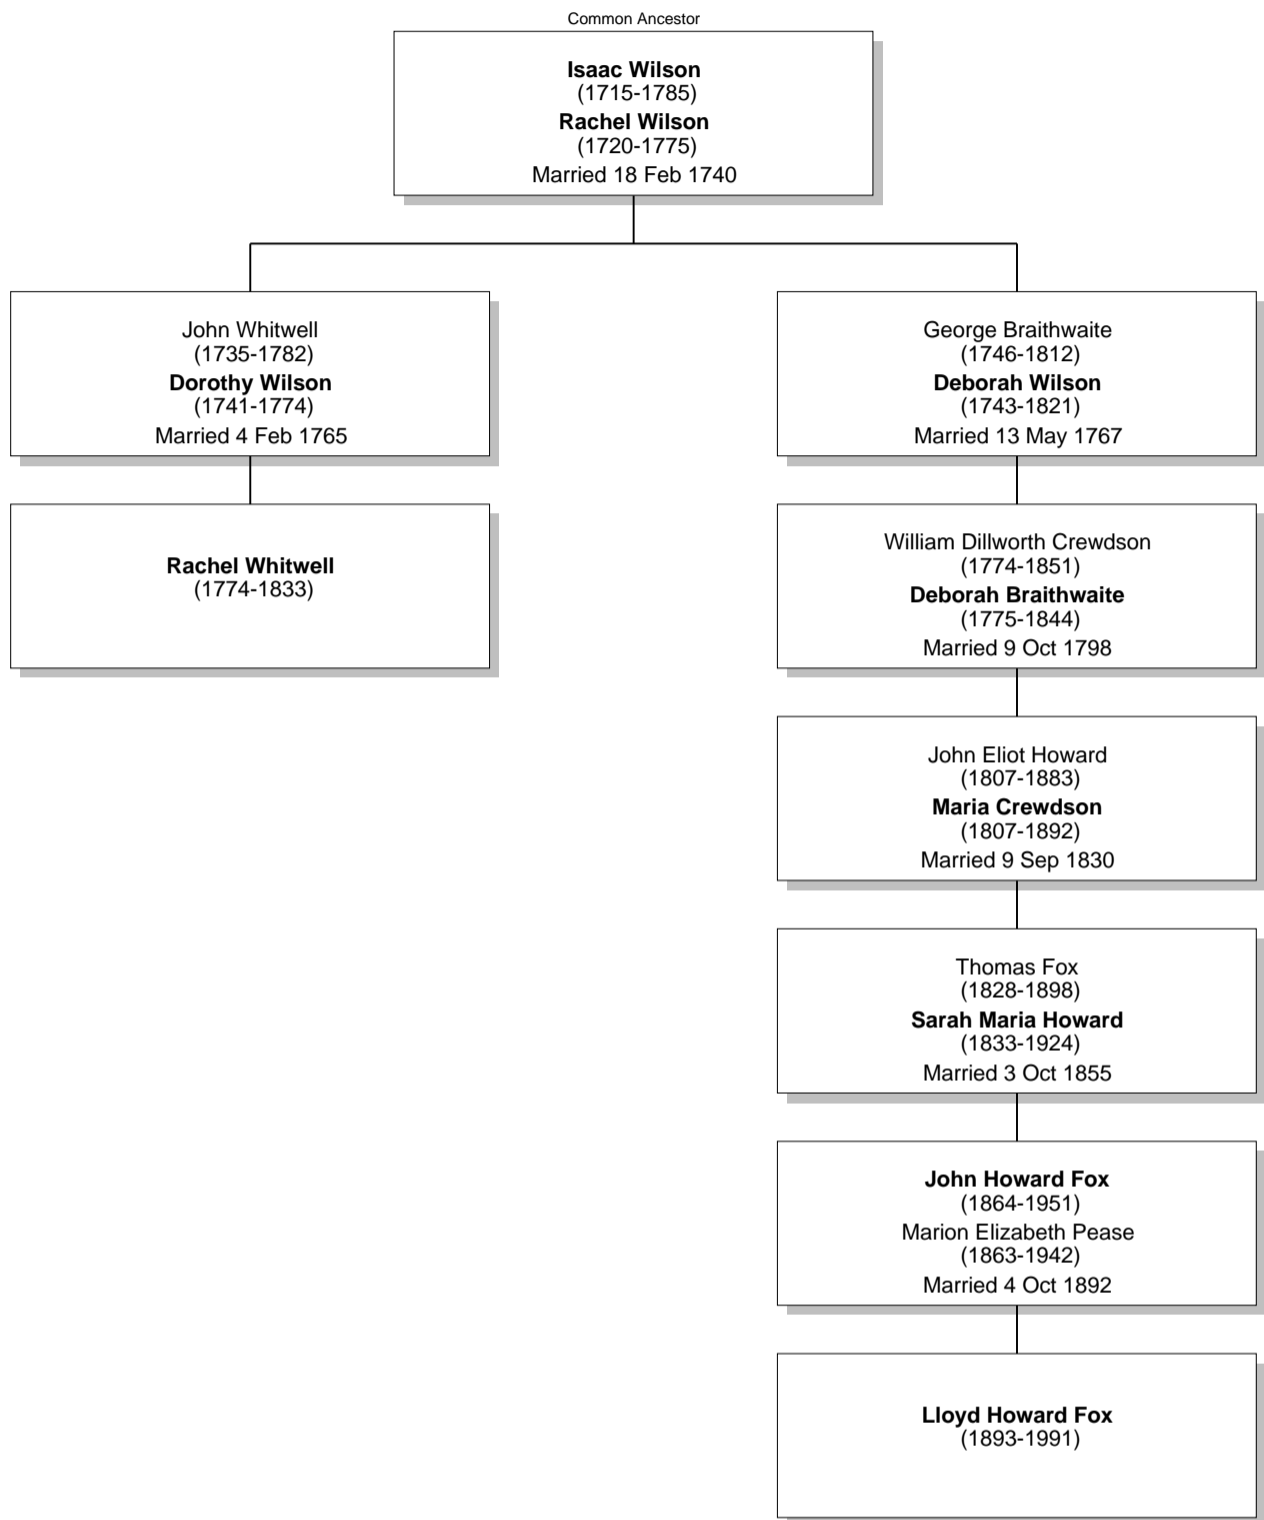 Common Ancestor
Isaac Wilson
(1715-1785)
Rachel Wilson
(1720-1775)
Married 18 Feb 1740
John Whitwell
(1735-1782)
Dorothy Wilson
(1741-1774)
Married 4 Feb 1765
George Braithwaite
(1746-1812)
Deborah Wilson
(1743-1821)
Married 13 May 1767
Rachel Whitwell
(1774-1833)
William Dillworth Crewdson
(1774-1851)
Deborah Braithwaite
(1775-1844)
Married 9 Oct 1798
John Eliot Howard
(1807-1883)
Maria Crewdson
(1807-1892)
Married 9 Sep 1830
Thomas Fox
(1828-1898)
Sarah Maria Howard
(1833-1924)
Married 3 Oct 1855
John Howard Fox
(1864-1951)
Marion Elizabeth Pease
(1863-1942)
Married 4 Oct 1892
Lloyd Howard Fox
(1893-1991)